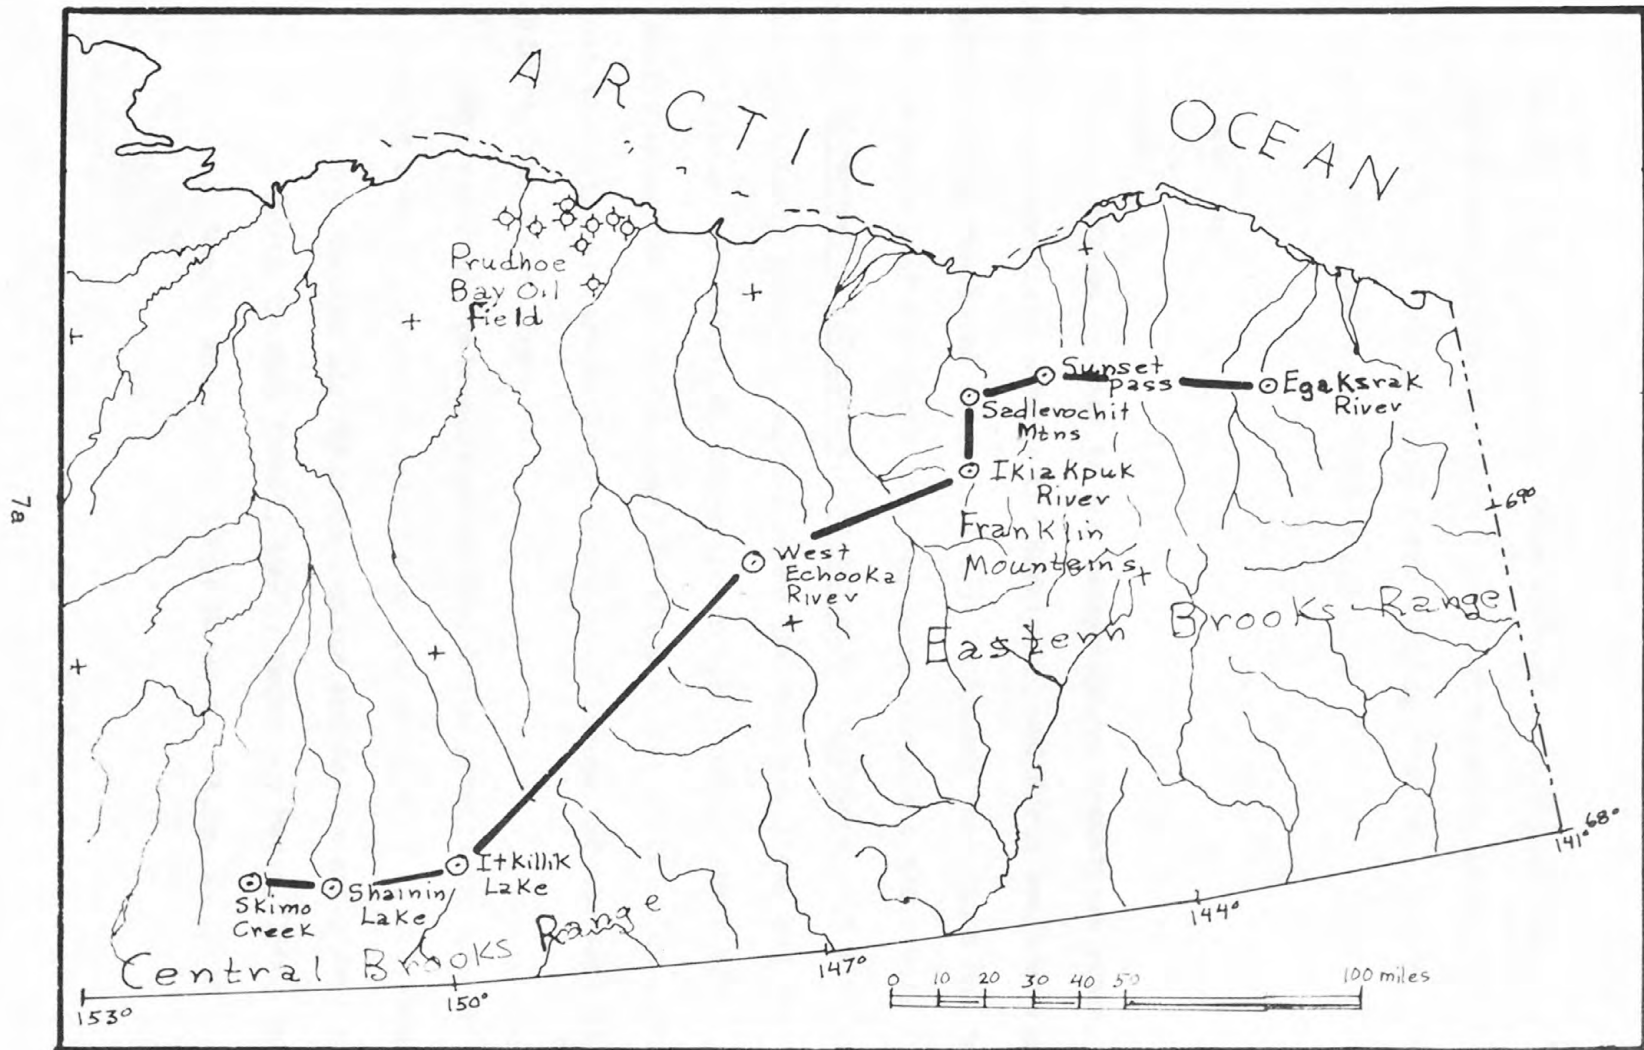 ARCTIC OCEAN
Prudhoe
Bay Oil
Field
Sunset
Pass
Egaksrak
River
Sadlerochit
Mtns
Ikiakpuk
River
Franklin
Mountains
69°
West
Echooka
River
Eastern Brooks Range
68°
141°
Itkillik
Lake
Shainin
Lake
Skimo
Creek
Central Brooks Range
144°
147°
150°
153°
0 10 20 30 40 50 100 miles
7a